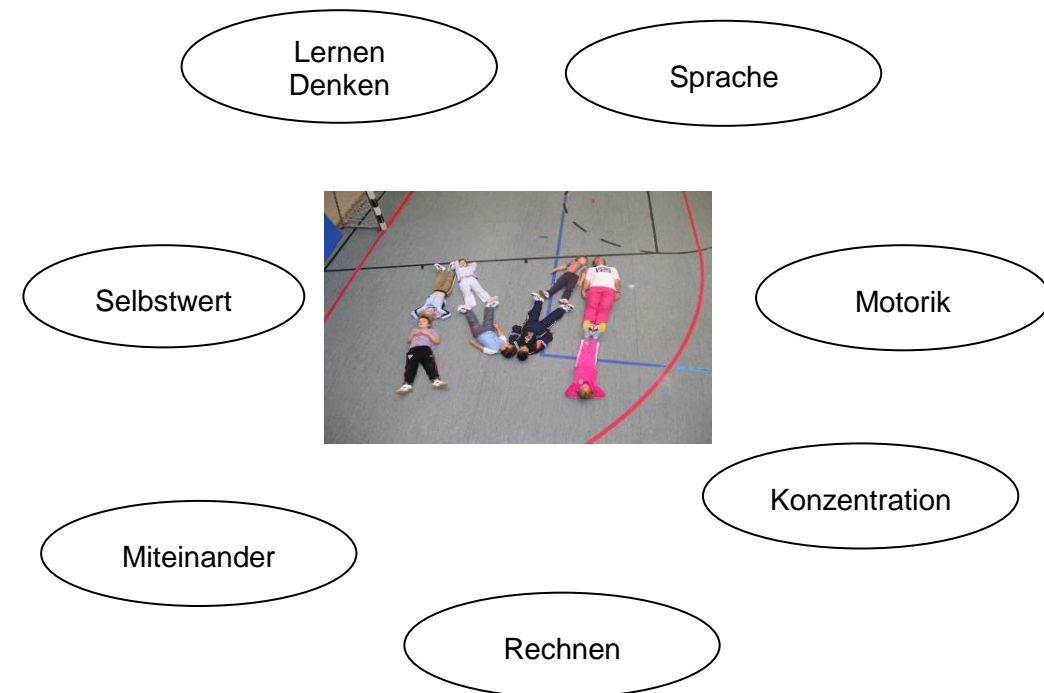 Lernen
Denken
Sprache
Selbstwert
Motorik
Konzentration
Miteinander
Rechnen